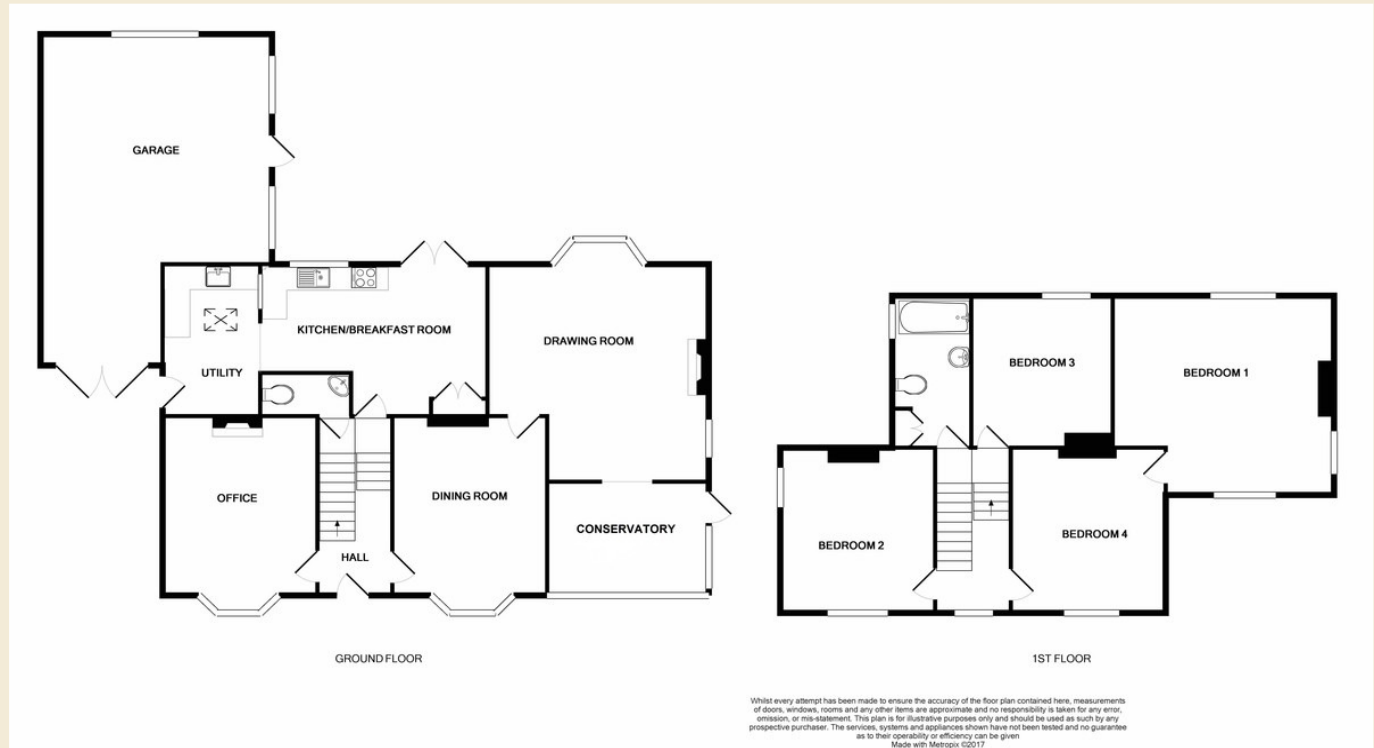 GARAGE
KITCHEN/BREAKFAST ROOM
DRAWING ROOM
UTILITY
OFFICE
DINING ROOM
CONSERVATORY
HALL
GROUND FLOOR
BEDROOM 3
BEDROOM 1
BEDROOM 2
BEDROOM 4
1ST FLOOR
Whilst every attempt has been made to ensure the accuracy of the floor plan contained here, measurements
of doors, windows, rooms and any other items are approximate and no responsibility is taken for any error,
omission, or mis-statement. This plan is for illustrative purposes only and should be used as such by any
prospective purchaser. The services, systems and appliances shown have not been tested and no guarantee
as to their operability or efficiency can be given
Made with Metropix ©2017